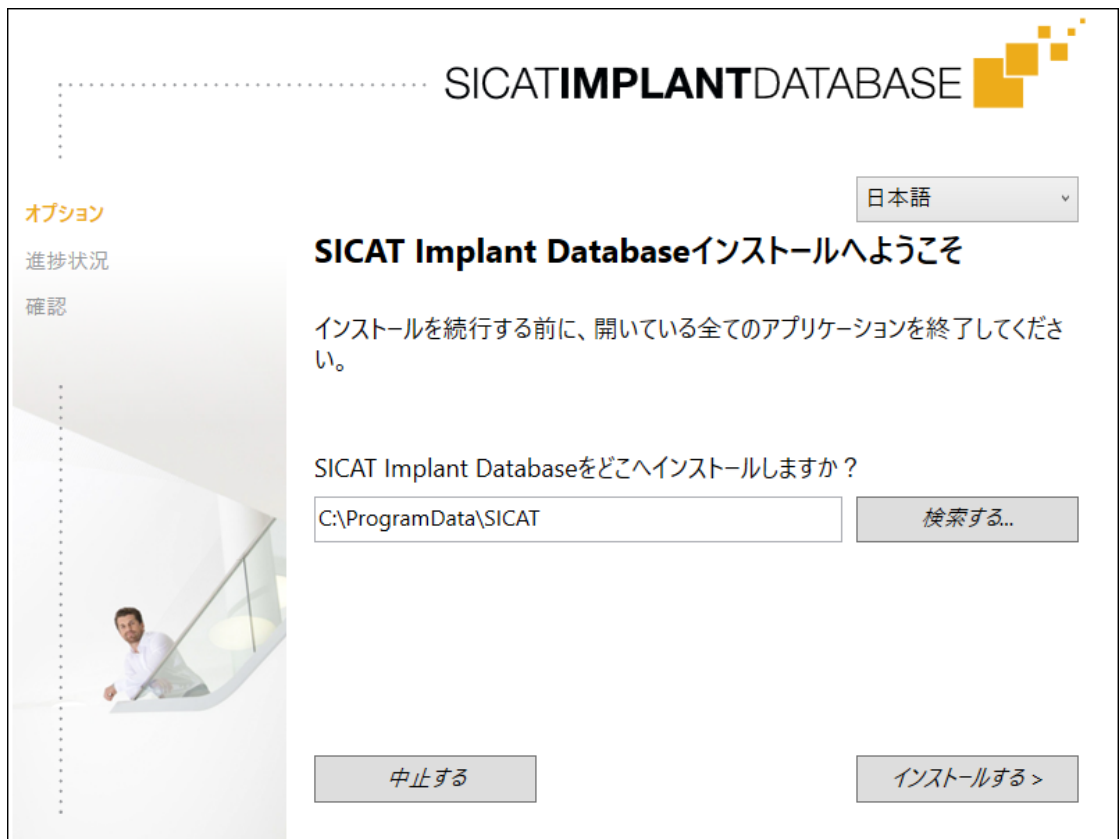 SICATIMPLANTDATABASE
日本語
オプション
進捗状況
確認
SICAT Implant Databaseインストールへようこそ
インストールを続行する前に、開いている全てのアプリケーションを終了してくださ
い。
SICAT Implant Databaseをどこへインストールしますか？
C:\ProgramData\SICAT
検索する...
中止する
インストールする >